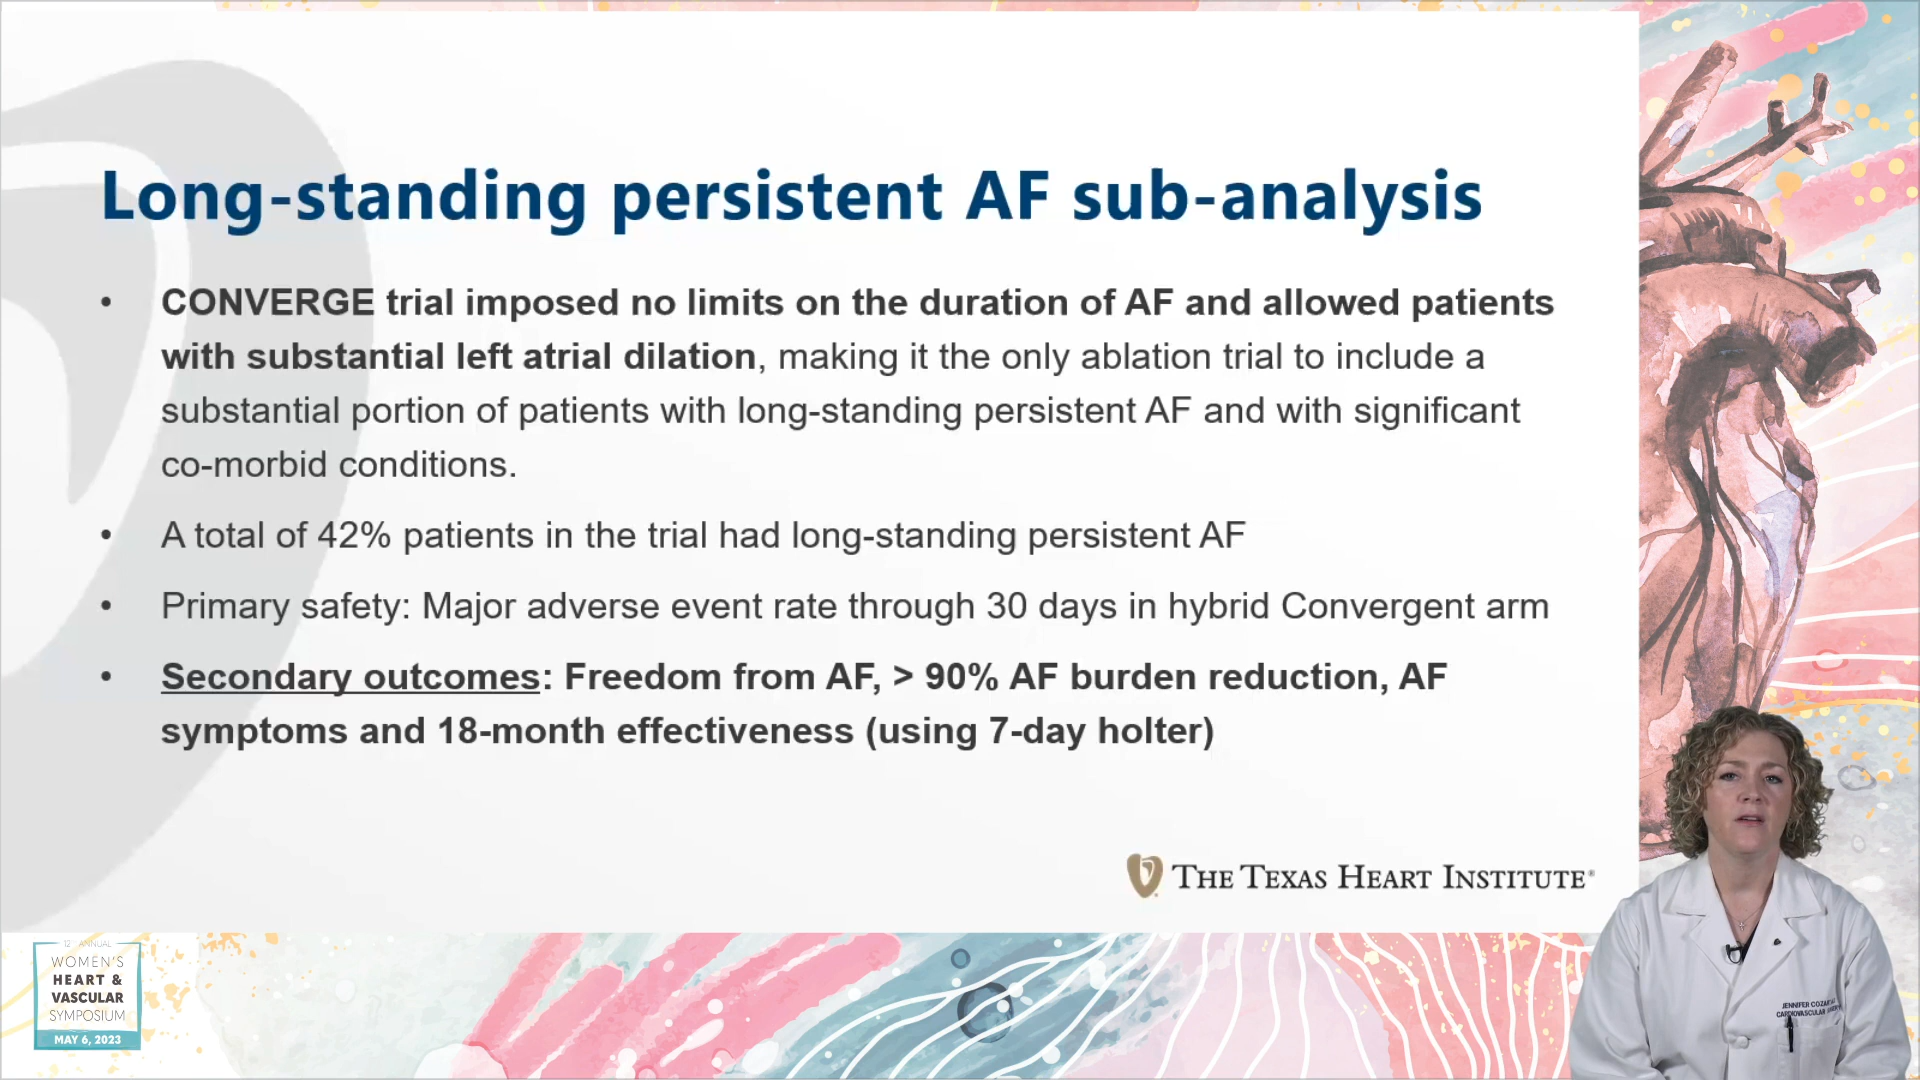 Long-standing persistent AF sub-analysis
• CONVERGE trial imposed no limits on the duration of AF and allowed patients
with substantial left atrial dilation, making it the only ablation trial to include a
substantial portion of patients with long-standing persistent AF and with significant
co-morbid conditions.
• A total of 42% patients in the trial had long-standing persistent AF
• Primary safety: Major adverse event rate through 30 days in hybrid Convergent arm
• Secondary outcomes: Freedom from AF, > 90% AF burden reduction, AF
symptoms and 18-month effectiveness (using 7-day holter)
THE TEXAS HEART INSTITUTE®
12TH ANNUAL
WOMEN'S
HEART &
VASCULAR
SYMPOSIUM
MAY 6, 2023
JENNIFER
CARDIOVASCULAR